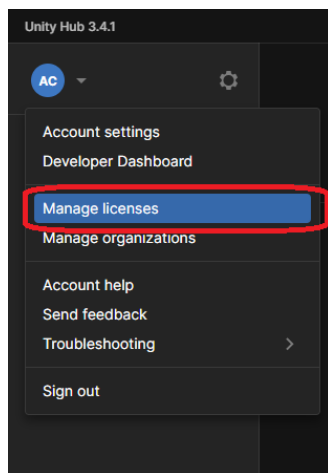 Unity Hub 3.4.1
AC
Account settings
Developer Dashboard
Manage licenses
Manage organizations
Account help
Send feedback
Troubleshooting
Sign out